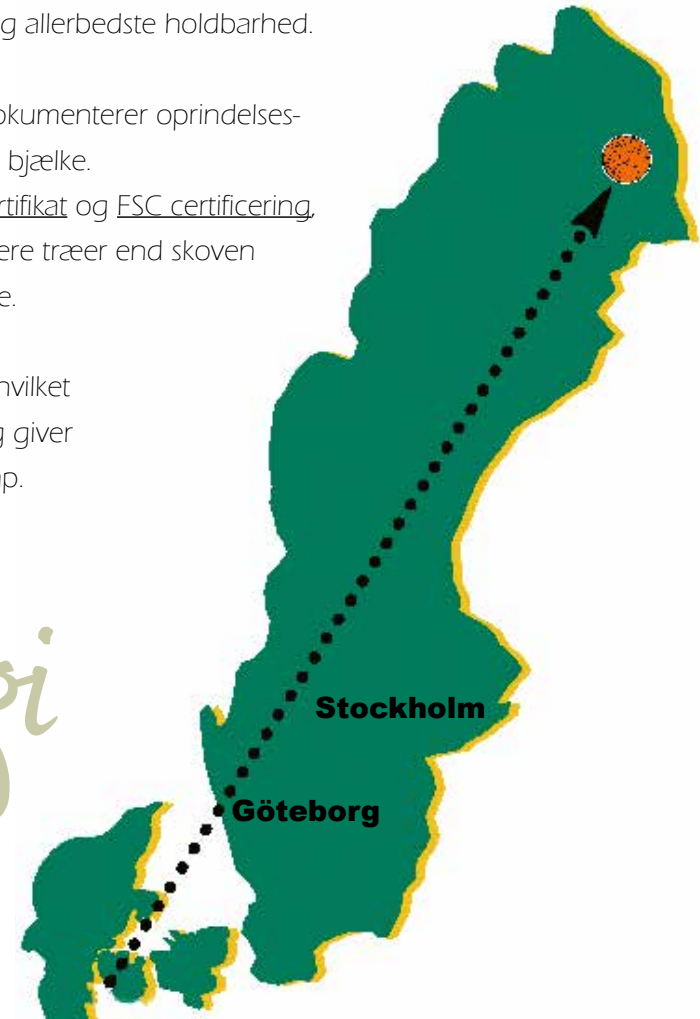 g allerbedste holdbarhed.
okumenterer oprindelses-
bjælke.
rtifikat og FSC certificering,
ere træer end skoven
e.
hvilket
g giver
p.
Stockholm
Göteborg